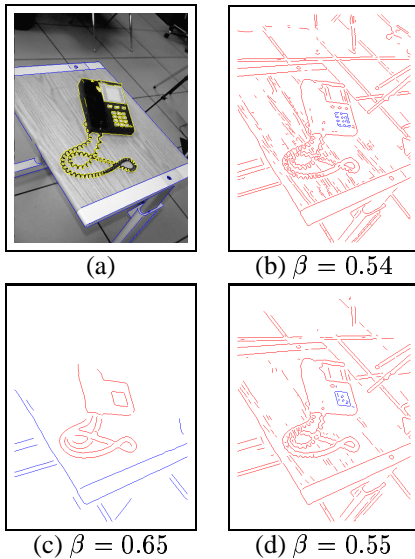 (a)
(b) β = 0.54
(c) β = 0.65
(d) β = 0.55